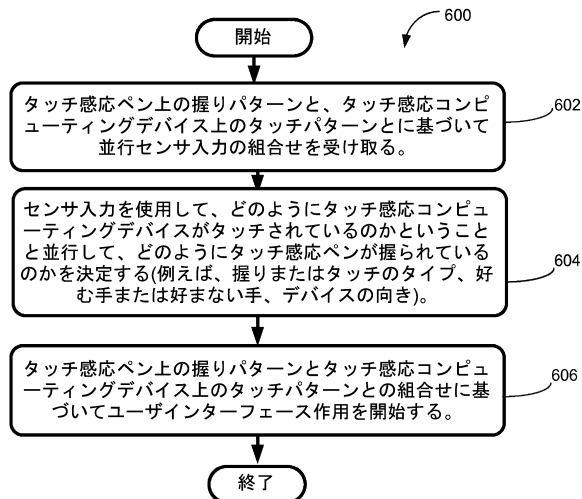 600
開始
タッチ感応ペン上の握りパターンと、タッチ感応コンピ
ューティングデバイス上のタッチパターンとに基づいて
並行センサ入力の組合せを受け取る。
602
センサ入力を使用して、どのようにタッチ感応コンピュ
ーティングデバイスがタッチされているのかということ
と並行して、どのようにタッチ感応ペンが握られている
のかを決定する(例えば、握りまたはタッチのタイプ、好
む手または好まない手、デバイスの向き)。
604
タッチ感応ペン上の握りパターンとタッチ感応コンピュ
ーティングデバイス上のタッチパターンとの組合せに基
づいてユーザインターフェース作用を開始する。
606
終了